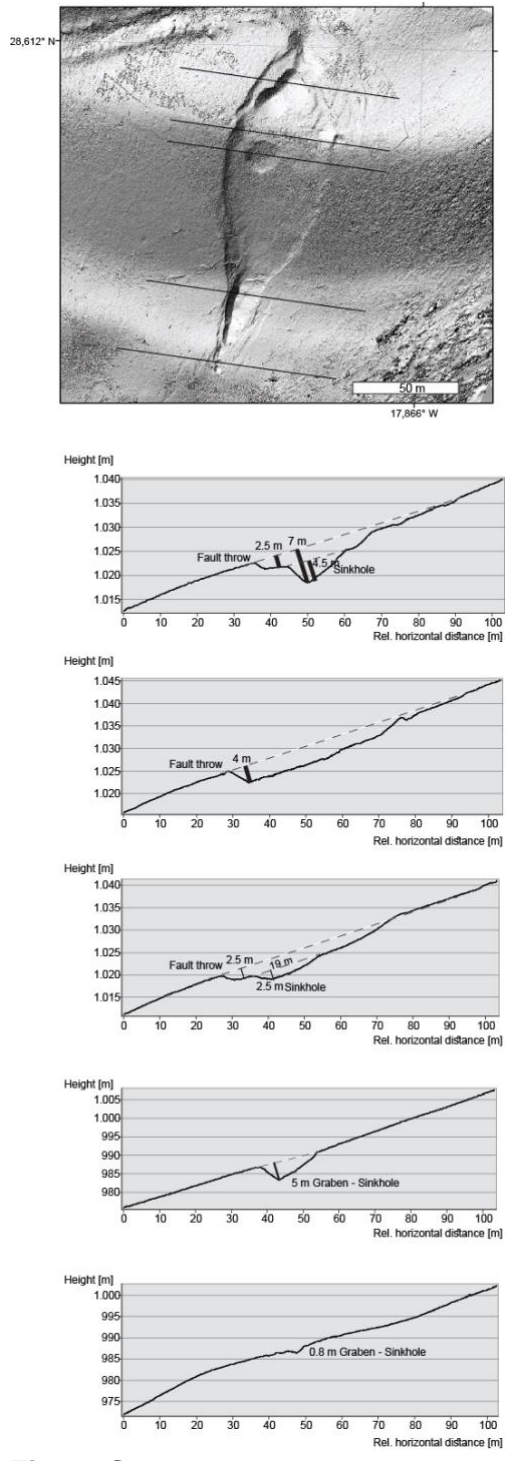 28,612° N
50 m
17,866° W
Height [m]
1.040
1.035
1.030
1.025
1.020
1.015
Fault throw
2.5 m
7 m
4.5 m
Sinkhole
0 10 20 30 40 50 60 70 80 90 100
Rel. horizontal distance [m]
Height [m]
1.045
1.040
1.035
1.030
1.025
1.020
Fault throw
4 m
0 10 20 30 40 50 60 70 80 90 100
Rel. horizontal distance [m]
Height [m]
1.040
1.035
1.030
1.025
1.020
1.015
Fault throw
2.5 m
19 m
2.5 m Sinkhole
0 10 20 30 40 50 60 70 80 90 100
Rel. horizontal distance [m]
Height [m]
1.005
1.000
995
990
985
980
5 m Graben - Sinkhole
0 10 20 30 40 50 60 70 80 90 100
Rel. horizontal distance [m]
Height [m]
1.000
995
990
985
980
975
0.8 m Graben - Sinkhole
0 10 20 30 40 50 60 70 80 90 100
Rel. horizontal distance [m]